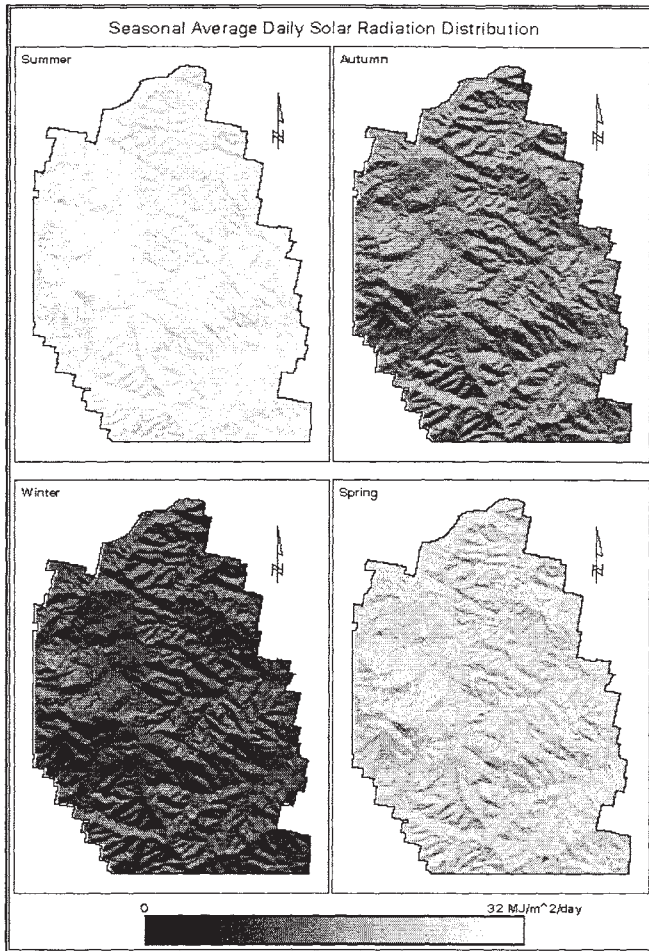 Seasonal Average Daily Solar Radiation Distribution
Summer
Autumn
N
N
Winter
Spring
N
N
0 32 MJ/m^2/day